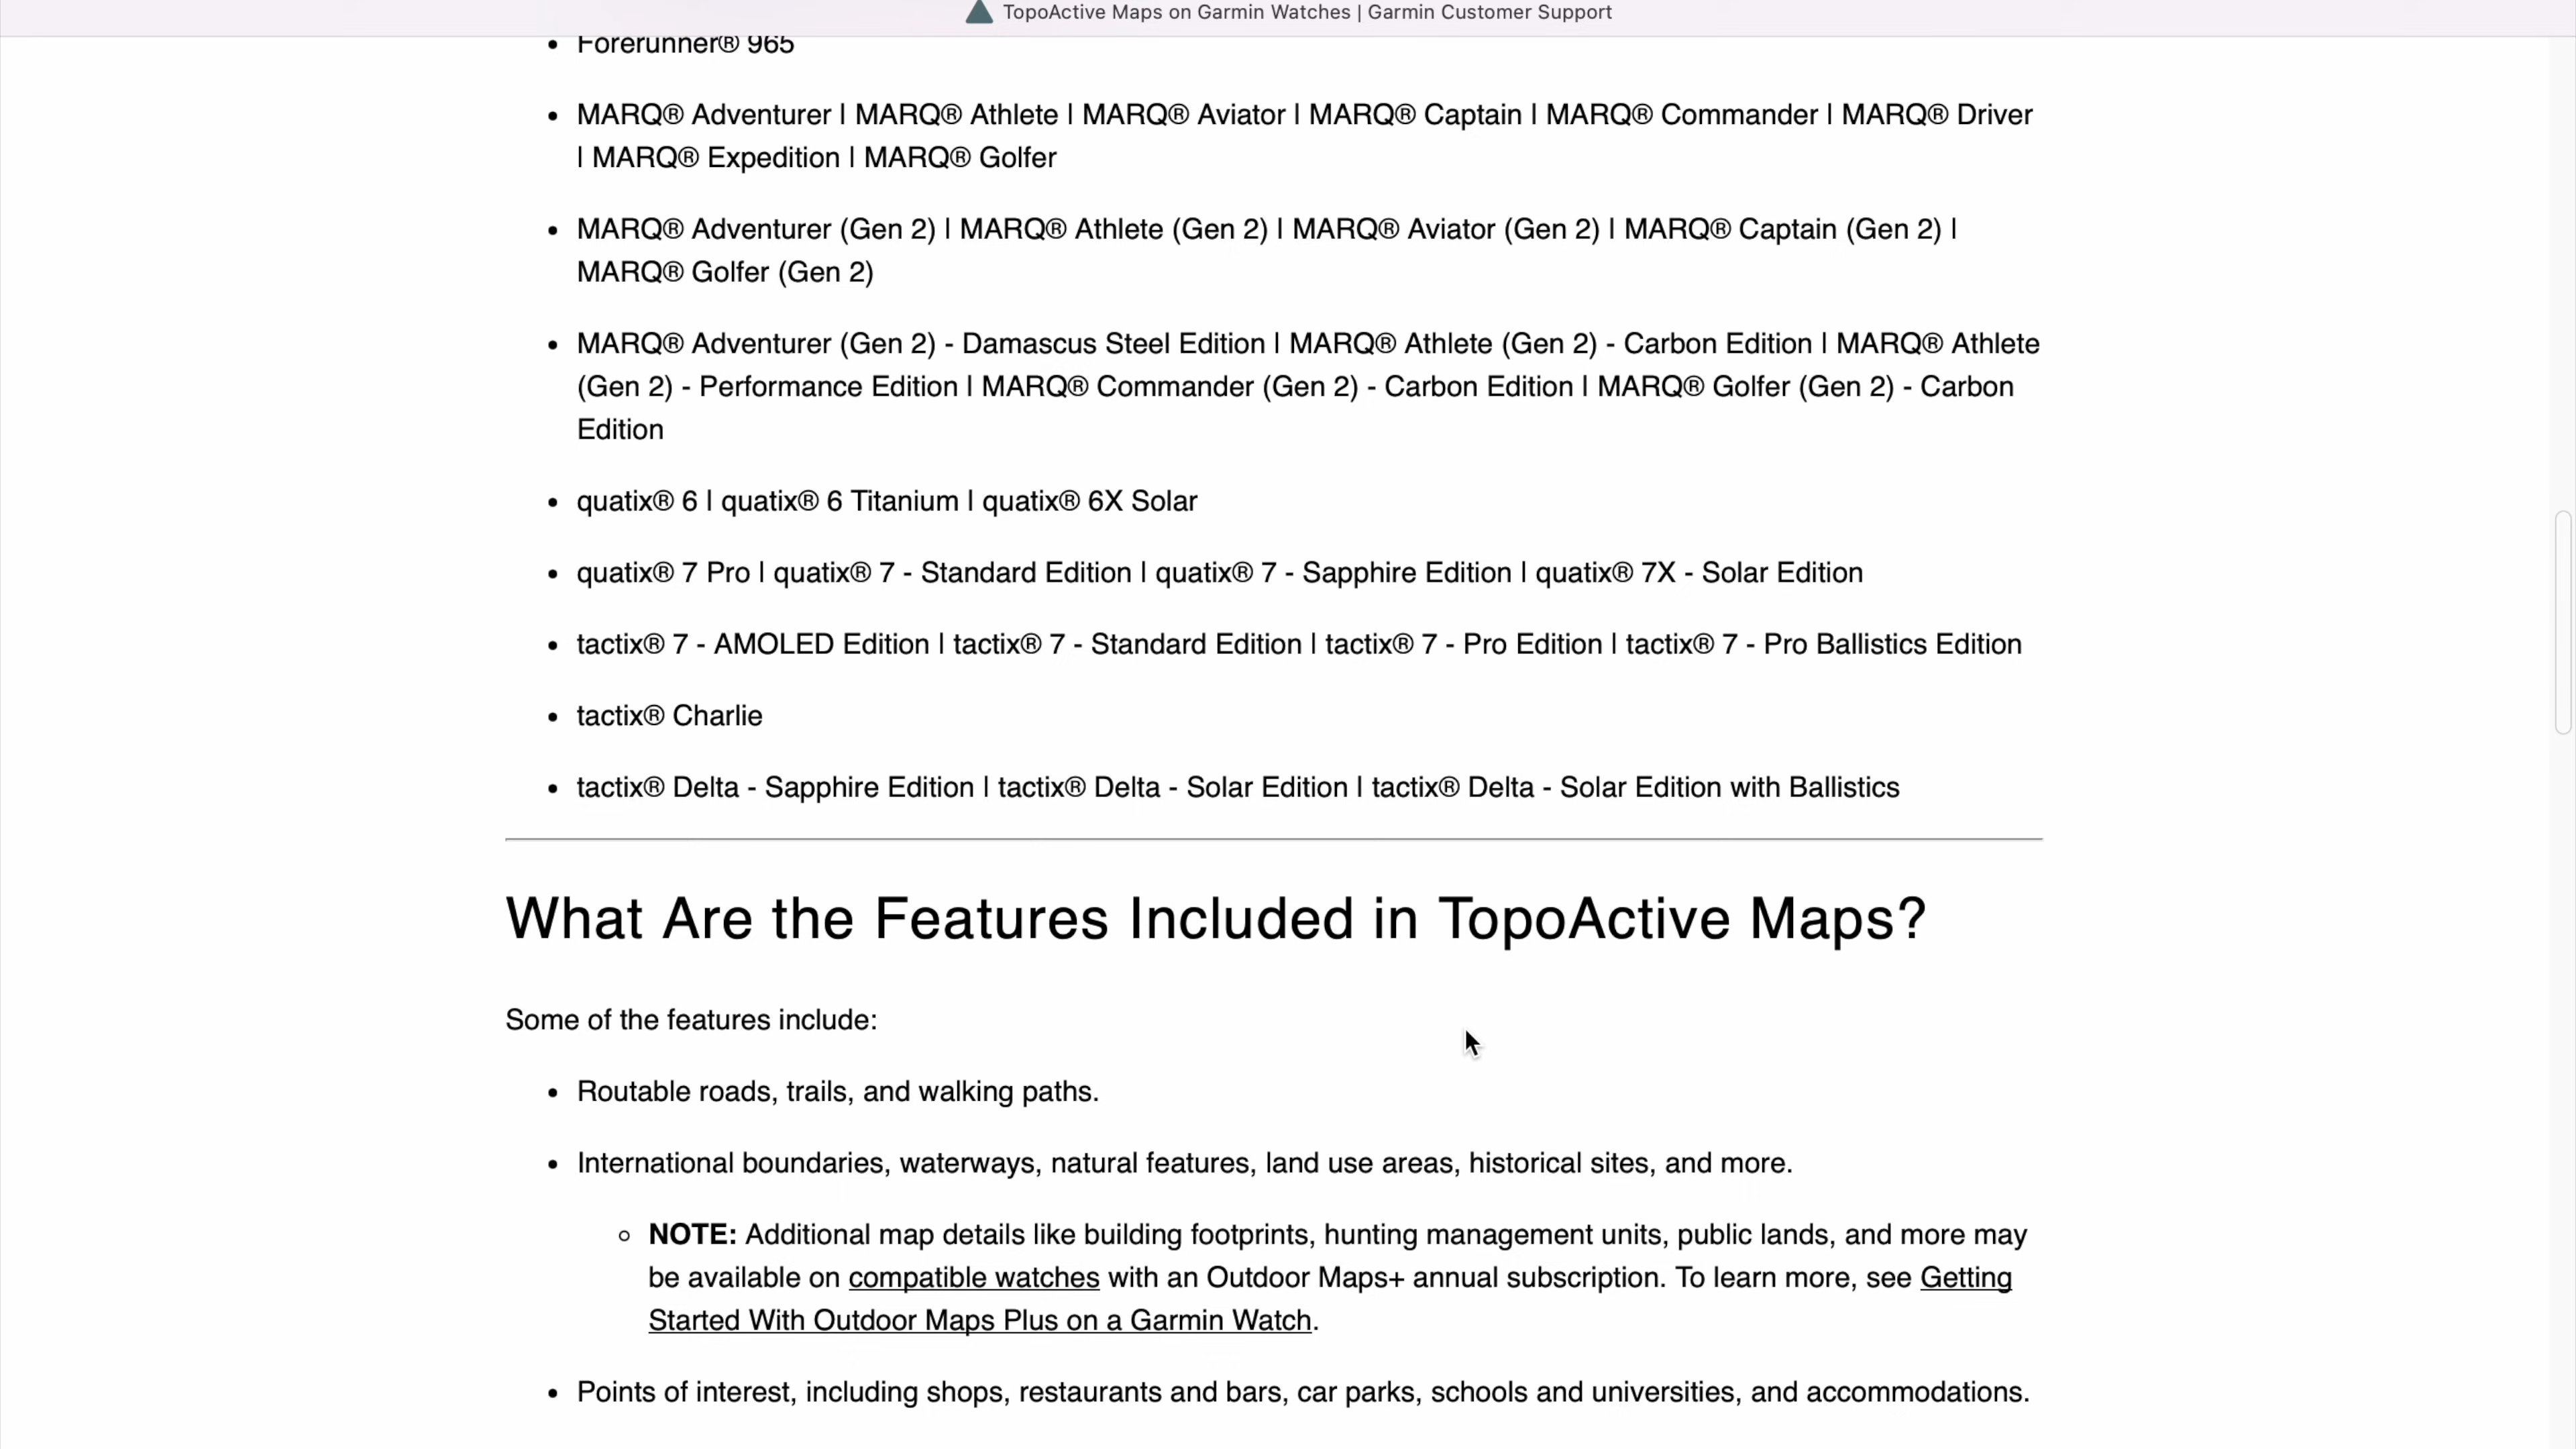 TopoActive Maps on Garmin Watches | Garmin Customer Support
• Forerunner® 965
• MARQ® Adventurer | MARQ® Athlete | MARQ® Aviator | MARQ® Captain | MARQ® Commander | MARQ® Driver
| MARQ® Expedition | MARQ® Golfer
• MARQ® Adventurer (Gen 2) | MARQ® Athlete (Gen 2) | MARQ® Aviator (Gen 2) | MARQ® Captain (Gen 2) |
MARQ® Golfer (Gen 2)
• MARQ® Adventurer (Gen 2) - Damascus Steel Edition | MARQ® Athlete (Gen 2) - Carbon Edition | MARQ® Athlete
(Gen 2) - Performance Edition | MARQ® Commander (Gen 2) - Carbon Edition | MARQ® Golfer (Gen 2) - Carbon
Edition
• quatix® 6 | quatix® 6 Titanium | quatix® 6X Solar
• quatix® 7 Pro | quatix® 7 - Standard Edition | quatix® 7 - Sapphire Edition | quatix® 7X - Solar Edition
• tactix® 7 - AMOLED Edition | tactix® 7 - Standard Edition | tactix® 7 - Pro Edition | tactix® 7 - Pro Ballistics Edition
• tactix® Charlie
• tactix® Delta - Sapphire Edition | tactix® Delta - Solar Edition | tactix® Delta - Solar Edition with Ballistics
What Are the Features Included in TopoActive Maps?
Some of the features include:
• Routable roads, trails, and walking paths.
• International boundaries, waterways, natural features, land use areas, historical sites, and more.
◦ NOTE: Additional map details like building footprints, hunting management units, public lands, and more may
be available on compatible watches with an Outdoor Maps+ annual subscription. To learn more, see Getting
Started With Outdoor Maps Plus on a Garmin Watch.
• Points of interest, including shops, restaurants and bars, car parks, schools and universities, and accommodations.